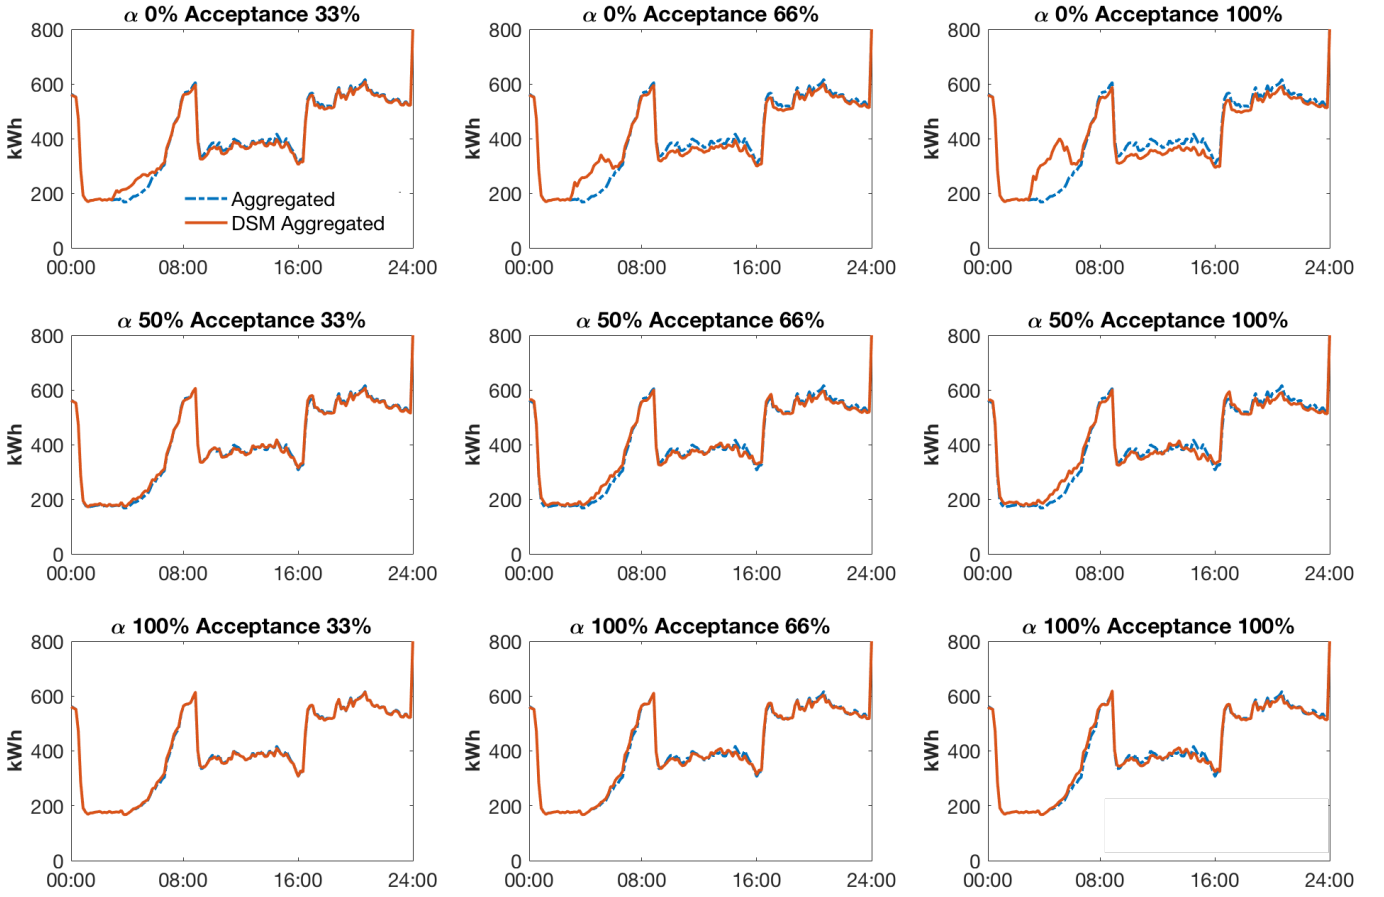 α 0% Acceptance 33%
α 0% Acceptance 66%
α 0% Acceptance 100%
800
600
400
200
0
kWh
00:00 08:00 16:00 24:00
Aggregated
DSM Aggregated
800
600
400
200
0
kWh
00:00 08:00 16:00 24:00
800
600
400
200
0
kWh
00:00 08:00 16:00 24:00
α 50% Acceptance 33%
α 50% Acceptance 66%
α 50% Acceptance 100%
800
600
400
200
0
kWh
00:00 08:00 16:00 24:00
800
600
400
200
0
kWh
00:00 08:00 16:00 24:00
800
600
400
200
0
kWh
00:00 08:00 16:00 24:00
α 100% Acceptance 33%
α 100% Acceptance 66%
α 100% Acceptance 100%
800
600
400
200
0
kWh
00:00 08:00 16:00 24:00
800
600
400
200
0
kWh
00:00 08:00 16:00 24:00
800
600
400
200
0
kWh
00:00 08:00 16:00 24:00